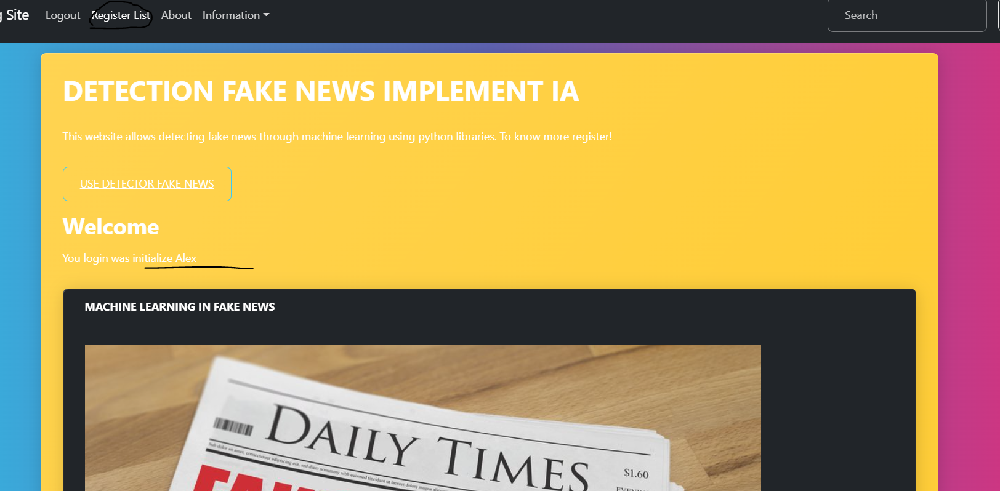 Site Logout Register List About Information Search
DETECTION FAKE NEWS IMPLEMENT IA
This website allows detecting fake news through machine learning using python libraries. To know more register!
USE DETECTOR FAKE NEWS
Welcome
You login was initialize Alex
MACHINE LEARNING IN FAKE NEWS
DAILY TIMES
$1.60